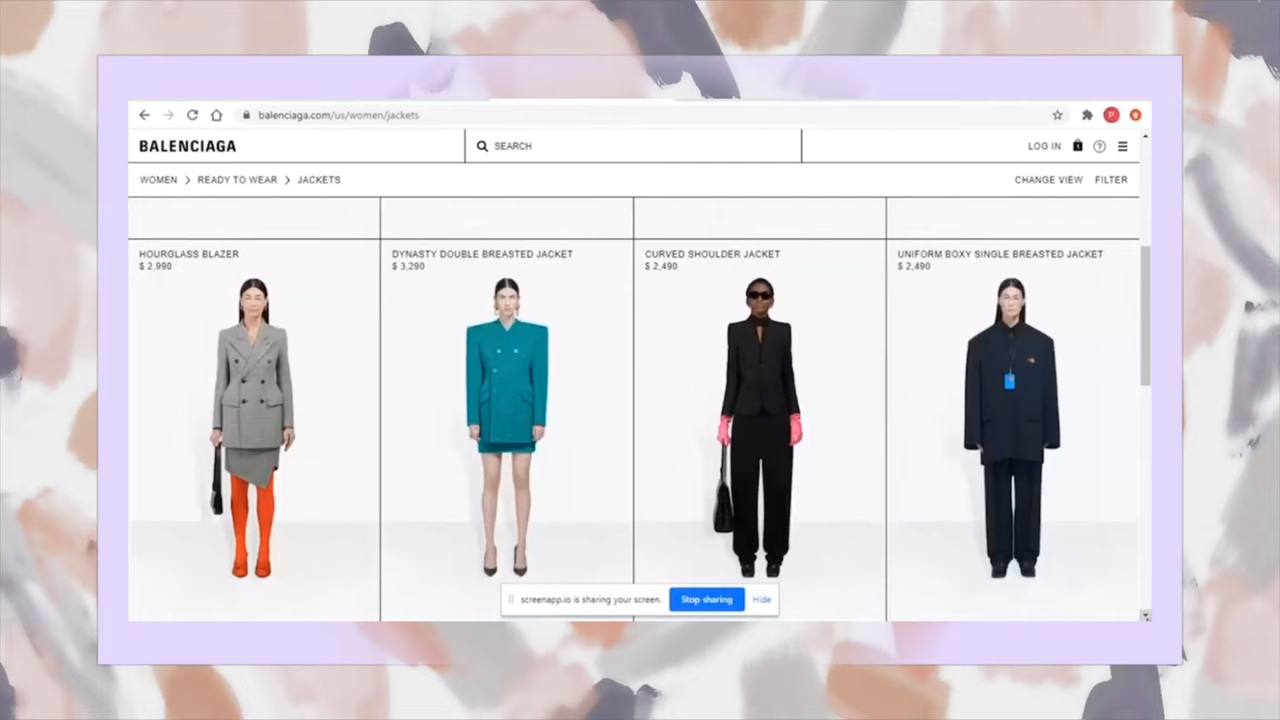 balenciaga.com/us/women/jackets
P
BALENCIAGA
SEARCH
LOG IN
?
WOMEN > READY TO WEAR > JACKETS
CHANGE VIEW FILTER
HOURGLASS BLAZER
$ 2,990
DYNASTY DOUBLE BREASTED JACKET
$ 3,290
CURVED SHOULDER JACKET
$ 2,490
UNIFORM BOXY SINGLE BREASTED JACKET
$ 2,490
screenapp.io is sharing your screen.
Stop sharing
Hide